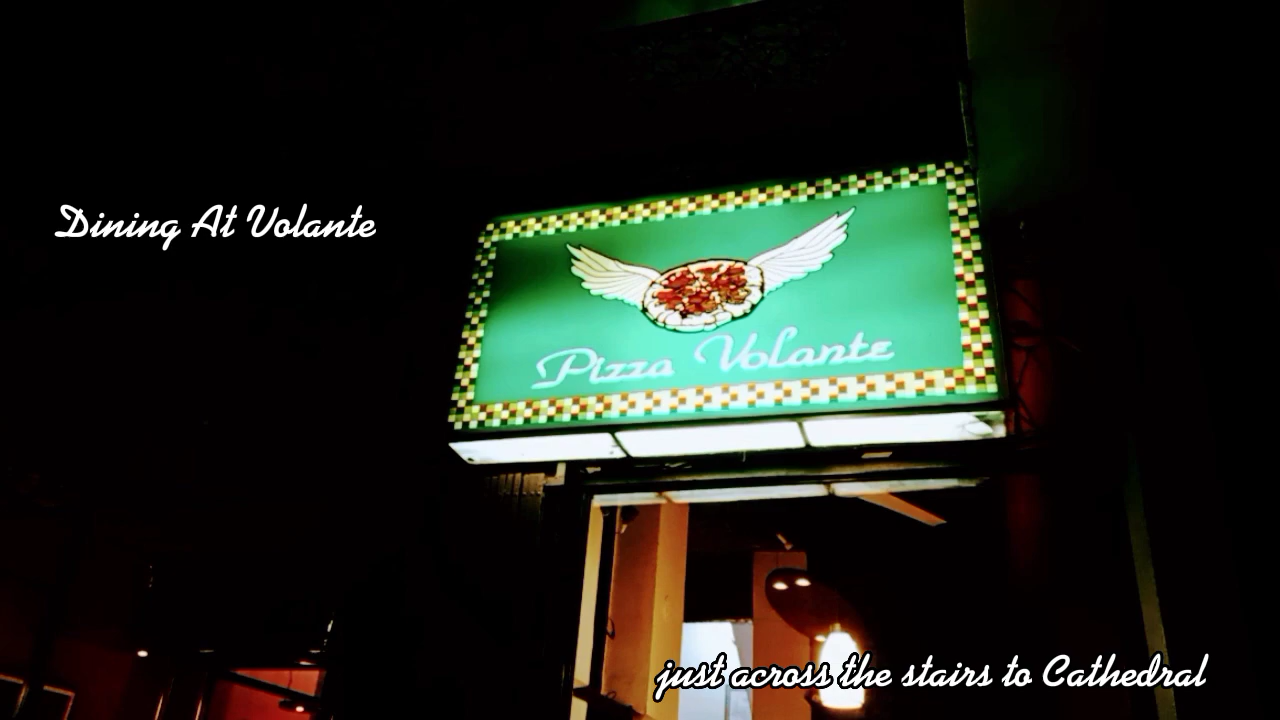 Dining At Volante
Pizza Volante
just across the stairs to Cathedral